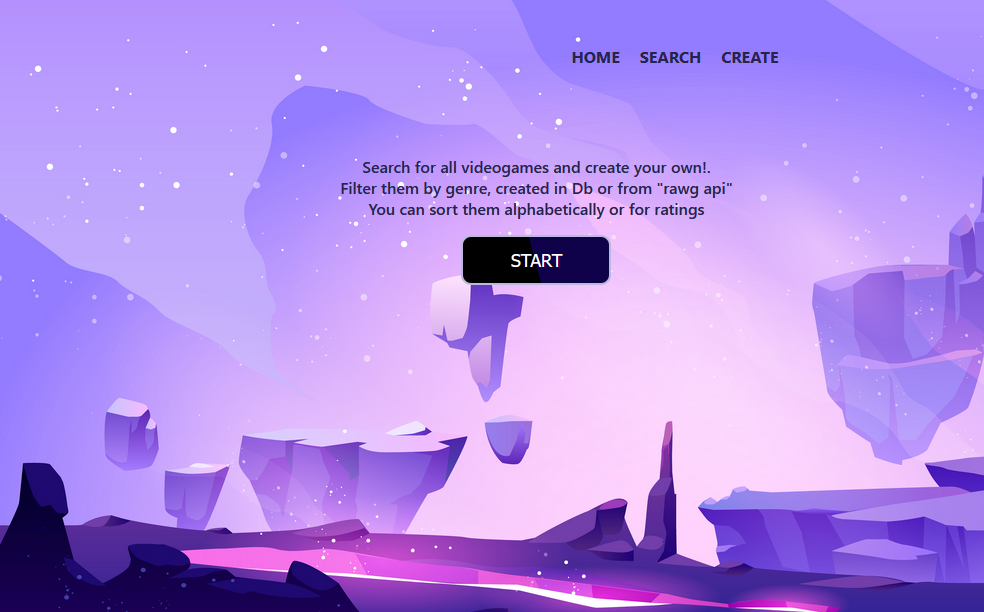 HOME SEARCH CREATE
Search for all videogames and create your own!.
Filter them by genre, created in Db or from "rawg api"
You can sort them alphabetically or for ratings
START